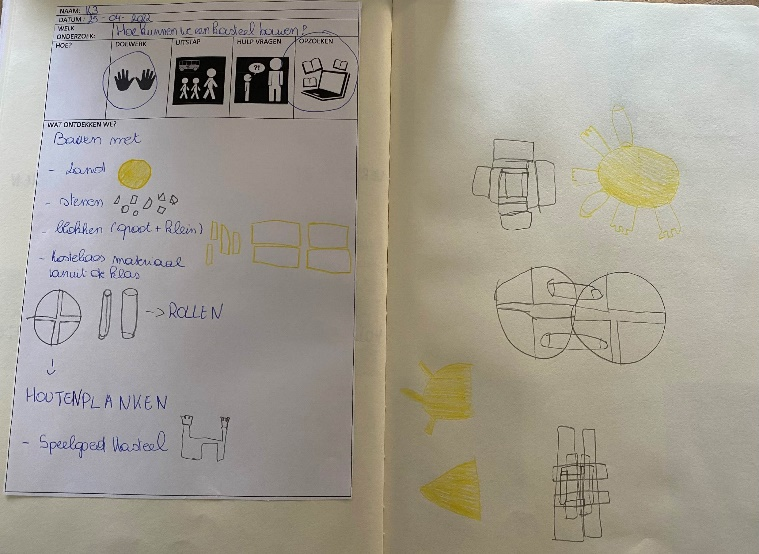 NAAM: K3
DATUM: 25-04-2022
WELK ONDERZOEK: Hoe kunnen we een kasteel bouwen?
HOE? DOEWERK UITSTAP HULP VRAGEN OPZOEKEN
?!
WAT ONTDEKKEN WE?
Bouwen met
- zand
- stenen
- blokken (groot + klein)
- kosteloos materiaal
vanuit de klas
-> ROLLEN
HOUTENPLANKEN
- Speelgoed kasteel